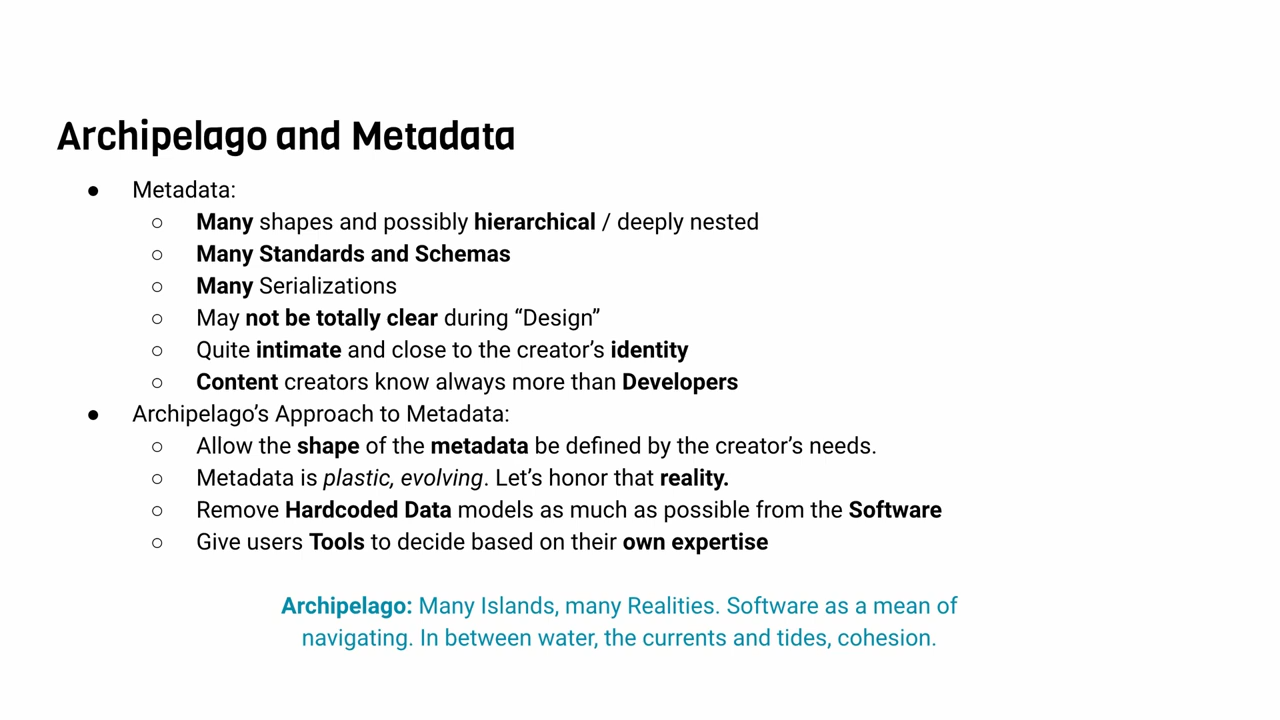 Archipelago and Metadata
● Metadata:
○ Many shapes and possibly hierarchical / deeply nested
○ Many Standards and Schemas
○ Many Serializations
○ May not be totally clear during “Design”
○ Quite intimate and close to the creator’s identity
○ Content creators know always more than Developers
● Archipelago’s Approach to Metadata:
○ Allow the shape of the metadata be defined by the creator’s needs.
○ Metadata is plastic, evolving. Let’s honor that reality.
○ Remove Hardcoded Data models as much as possible from the Software
○ Give users Tools to decide based on their own expertise
Archipelago: Many Islands, many Realities. Software as a mean of
navigating. In between water, the currents and tides, cohesion.